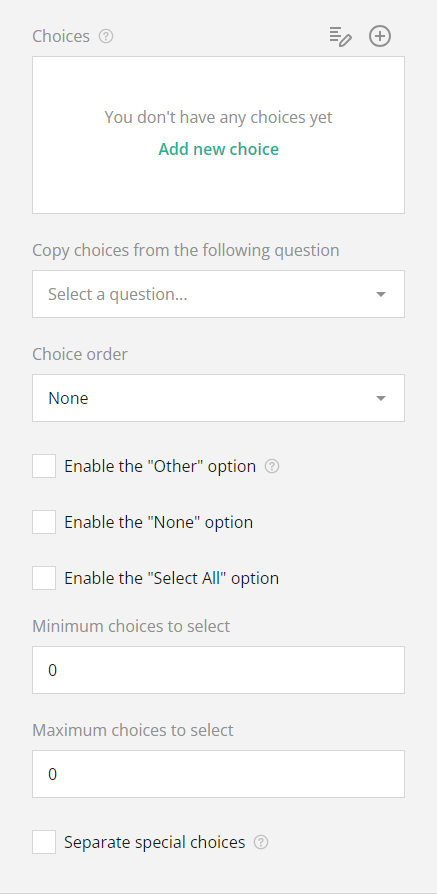 Choices
You don't have any choices yet
Add new choice
Copy choices from the following question
Select a question...
Choice order
None
Enable the "Other" option
Enable the "None" option
Enable the "Select All" option
Minimum choices to select
0
Maximum choices to select
0
Separate special choices